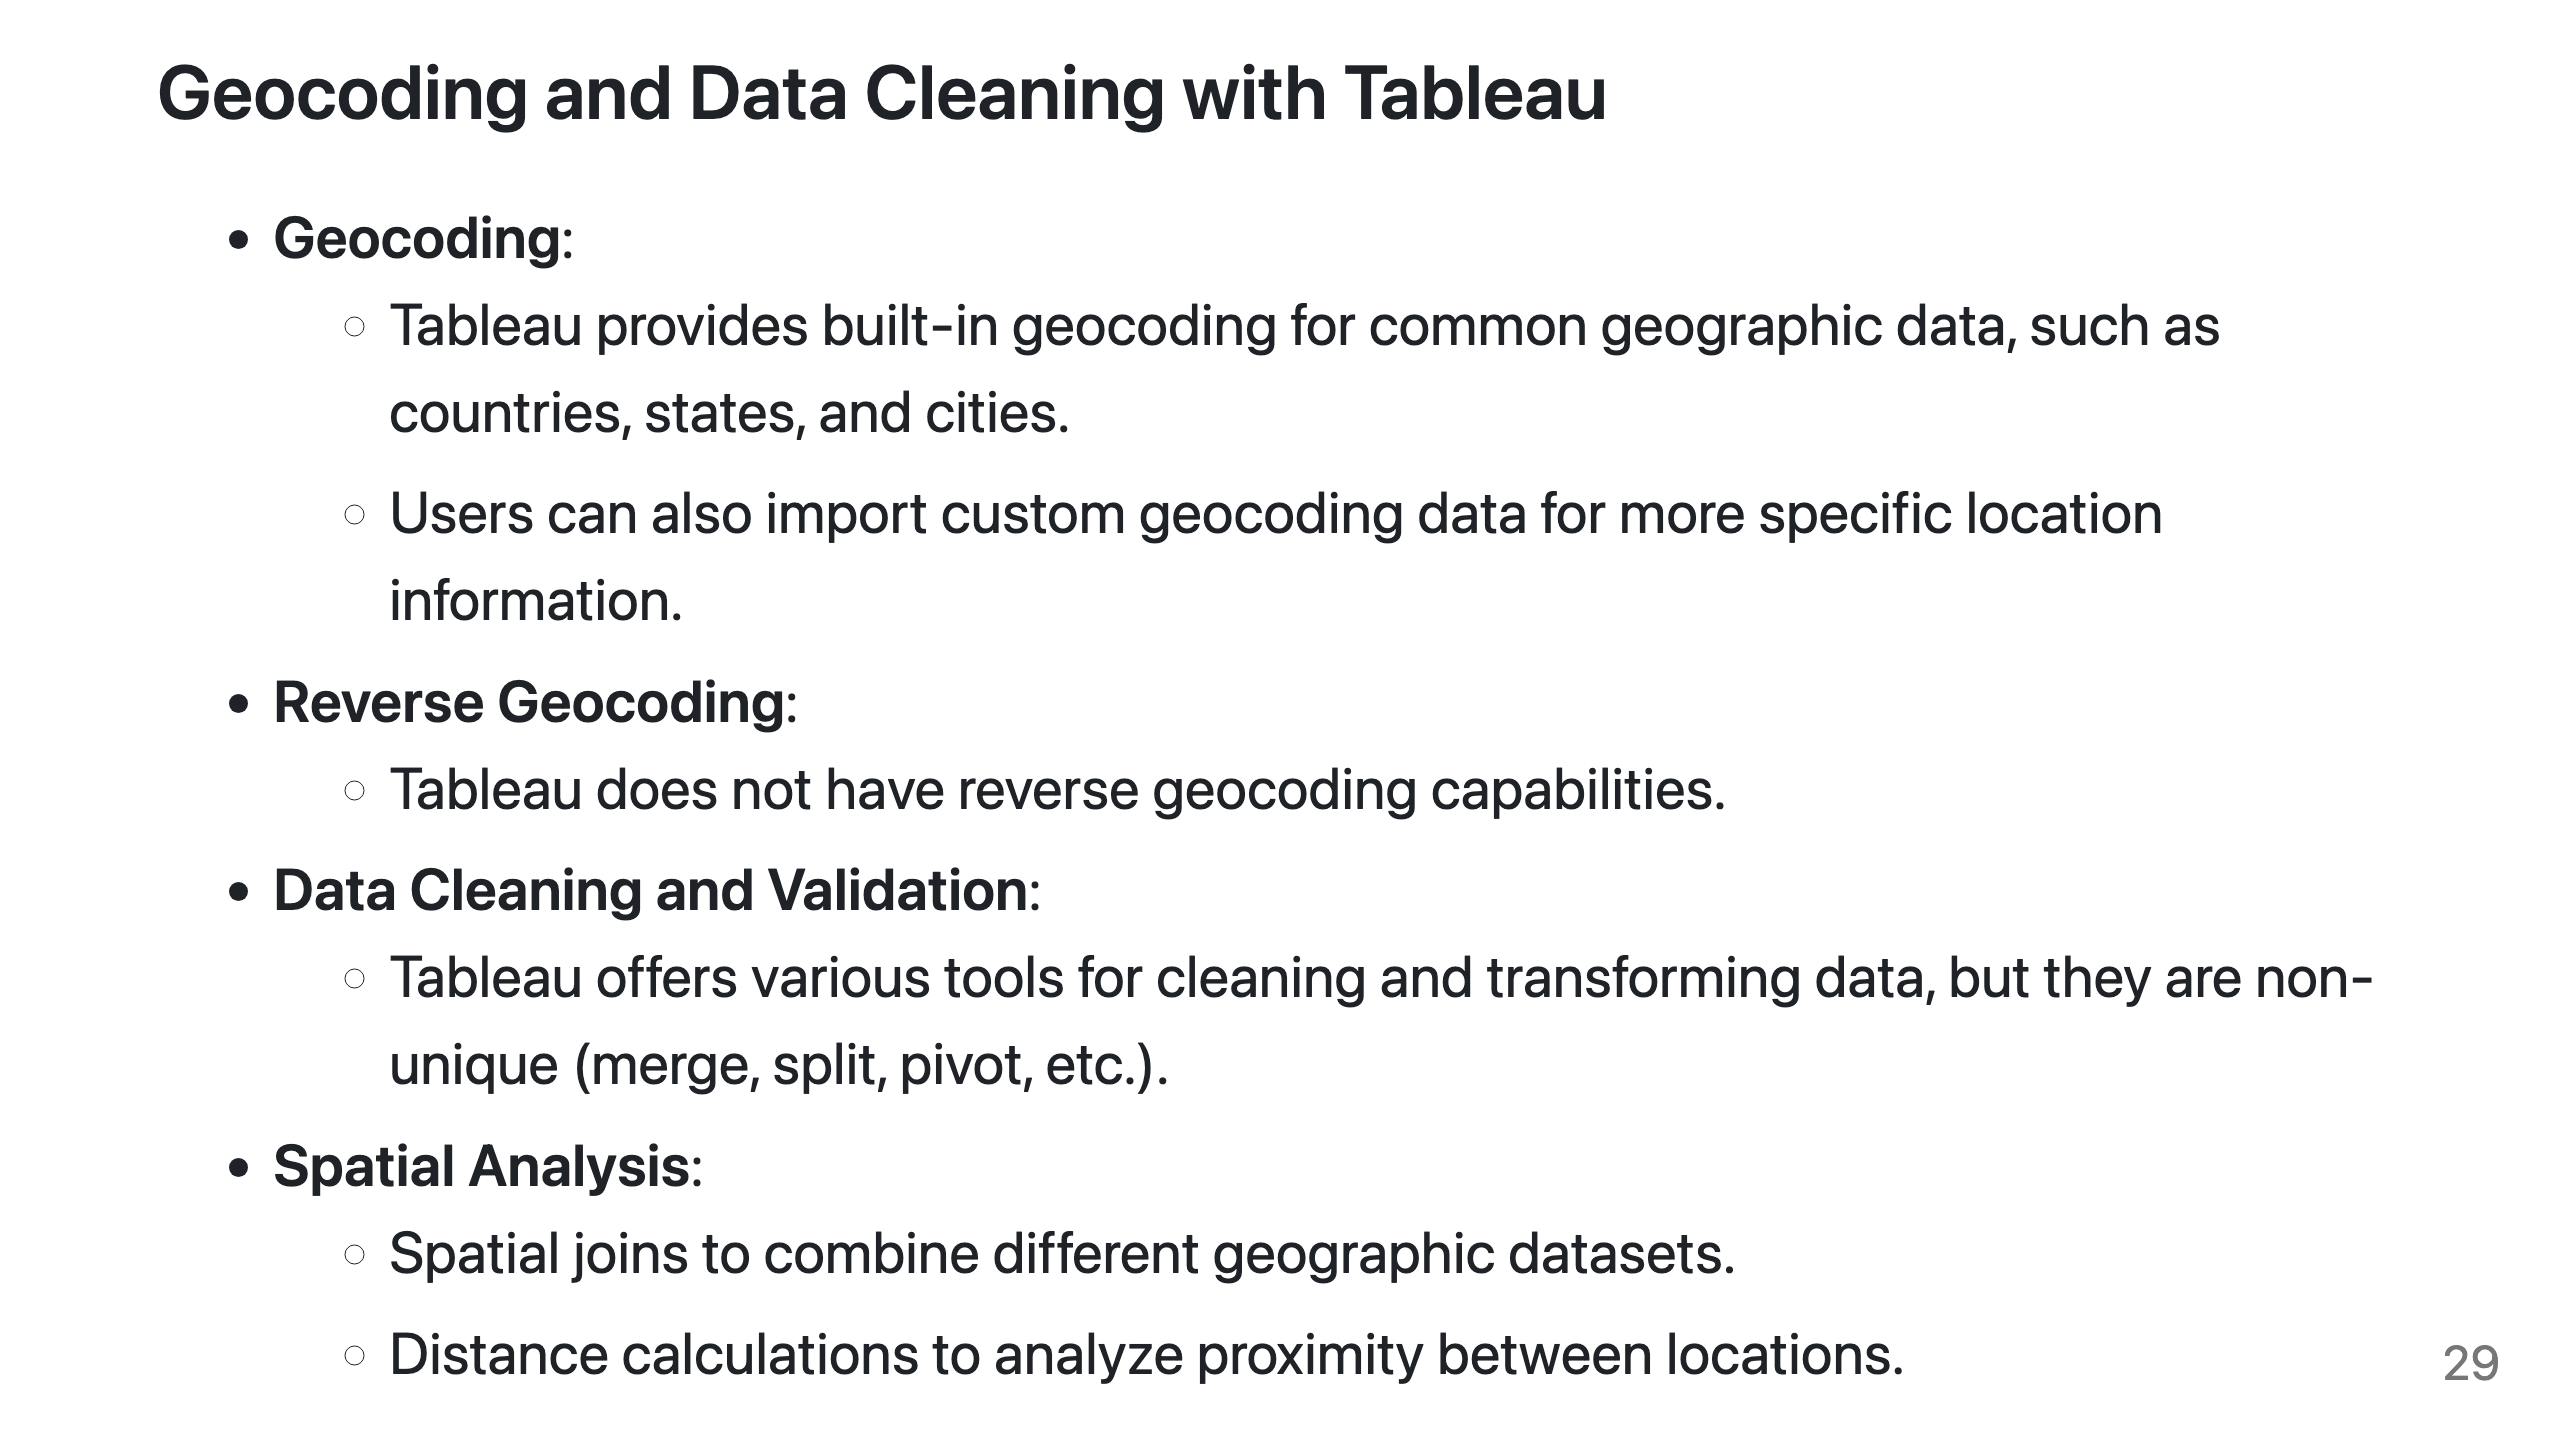 Geocoding and Data Cleaning with Tableau
• Geocoding:
○ Tableau provides built-in geocoding for common geographic data, such as
countries, states, and cities.
○ Users can also import custom geocoding data for more specific location
information.
• Reverse Geocoding:
○ Tableau does not have reverse geocoding capabilities.
• Data Cleaning and Validation:
○ Tableau offers various tools for cleaning and transforming data, but they are non-
unique (merge, split, pivot, etc.).
• Spatial Analysis:
○ Spatial joins to combine different geographic datasets.
○ Distance calculations to analyze proximity between locations.
29